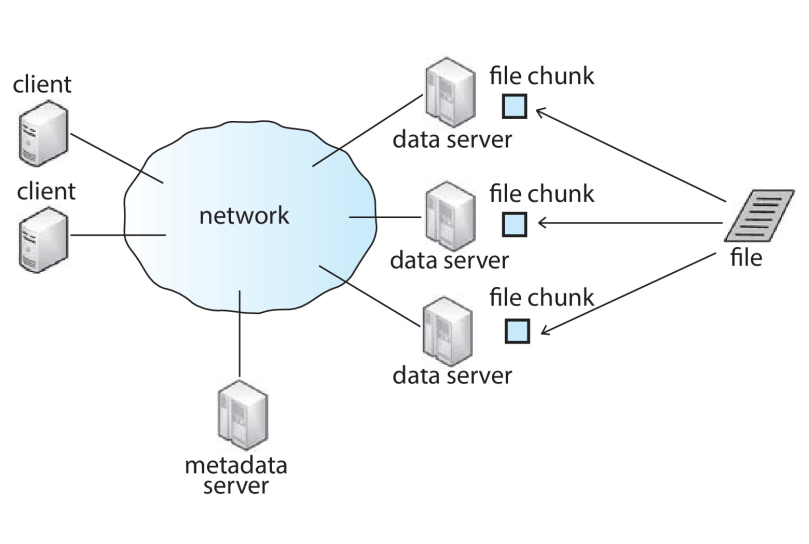 client
client
network
metadata
server
data server
file chunk
data server
file chunk
data server
file chunk
file